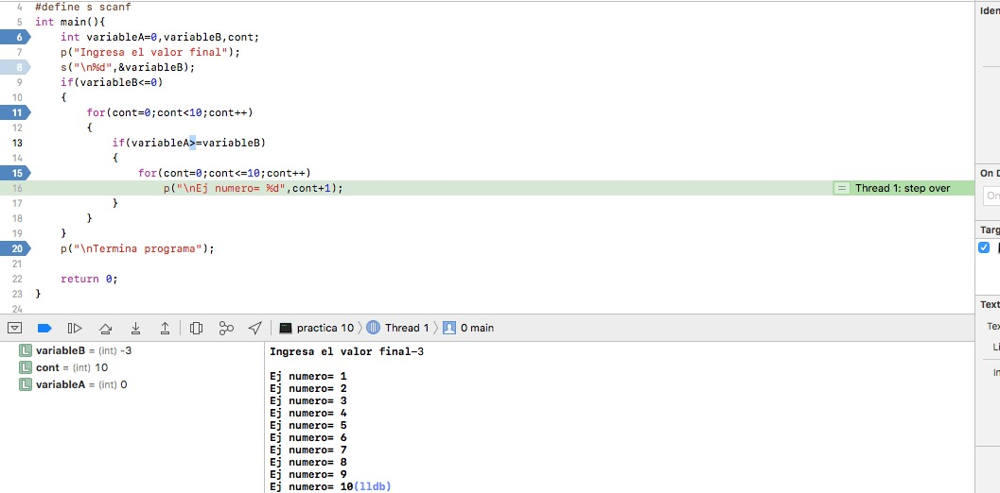 4 #define s scanf
5 int main(){
6 int variableA=0,variableB,cont;
7 p("Ingresa el valor final");
8 s("\n%d",&variableB);
9 if(variableB<=0)
10 {
11 for(cont=0;cont<10;cont++)
12 {
13 if(variableA>=variableB)
14 {
15 for(cont=0;cont<=10;cont++)
16 p("\nEj numero= %d",cont+1); = Thread 1: step over
17 }
18 }
19 }
20 p("\nTermina programa");
21
22 return 0;
23 }
24
Iden
On D
On
Targ
Text
Te
Li
In
practica 10 > Thread 1 > 0 main
L variableB = (int) -3
L cont = (int) 10
L variableA = (int) 0
Ingresa el valor final-3
Ej numero= 1
Ej numero= 2
Ej numero= 3
Ej numero= 4
Ej numero= 5
Ej numero= 6
Ej numero= 7
Ej numero= 8
Ej numero= 9
Ej numero= 10(lldb)